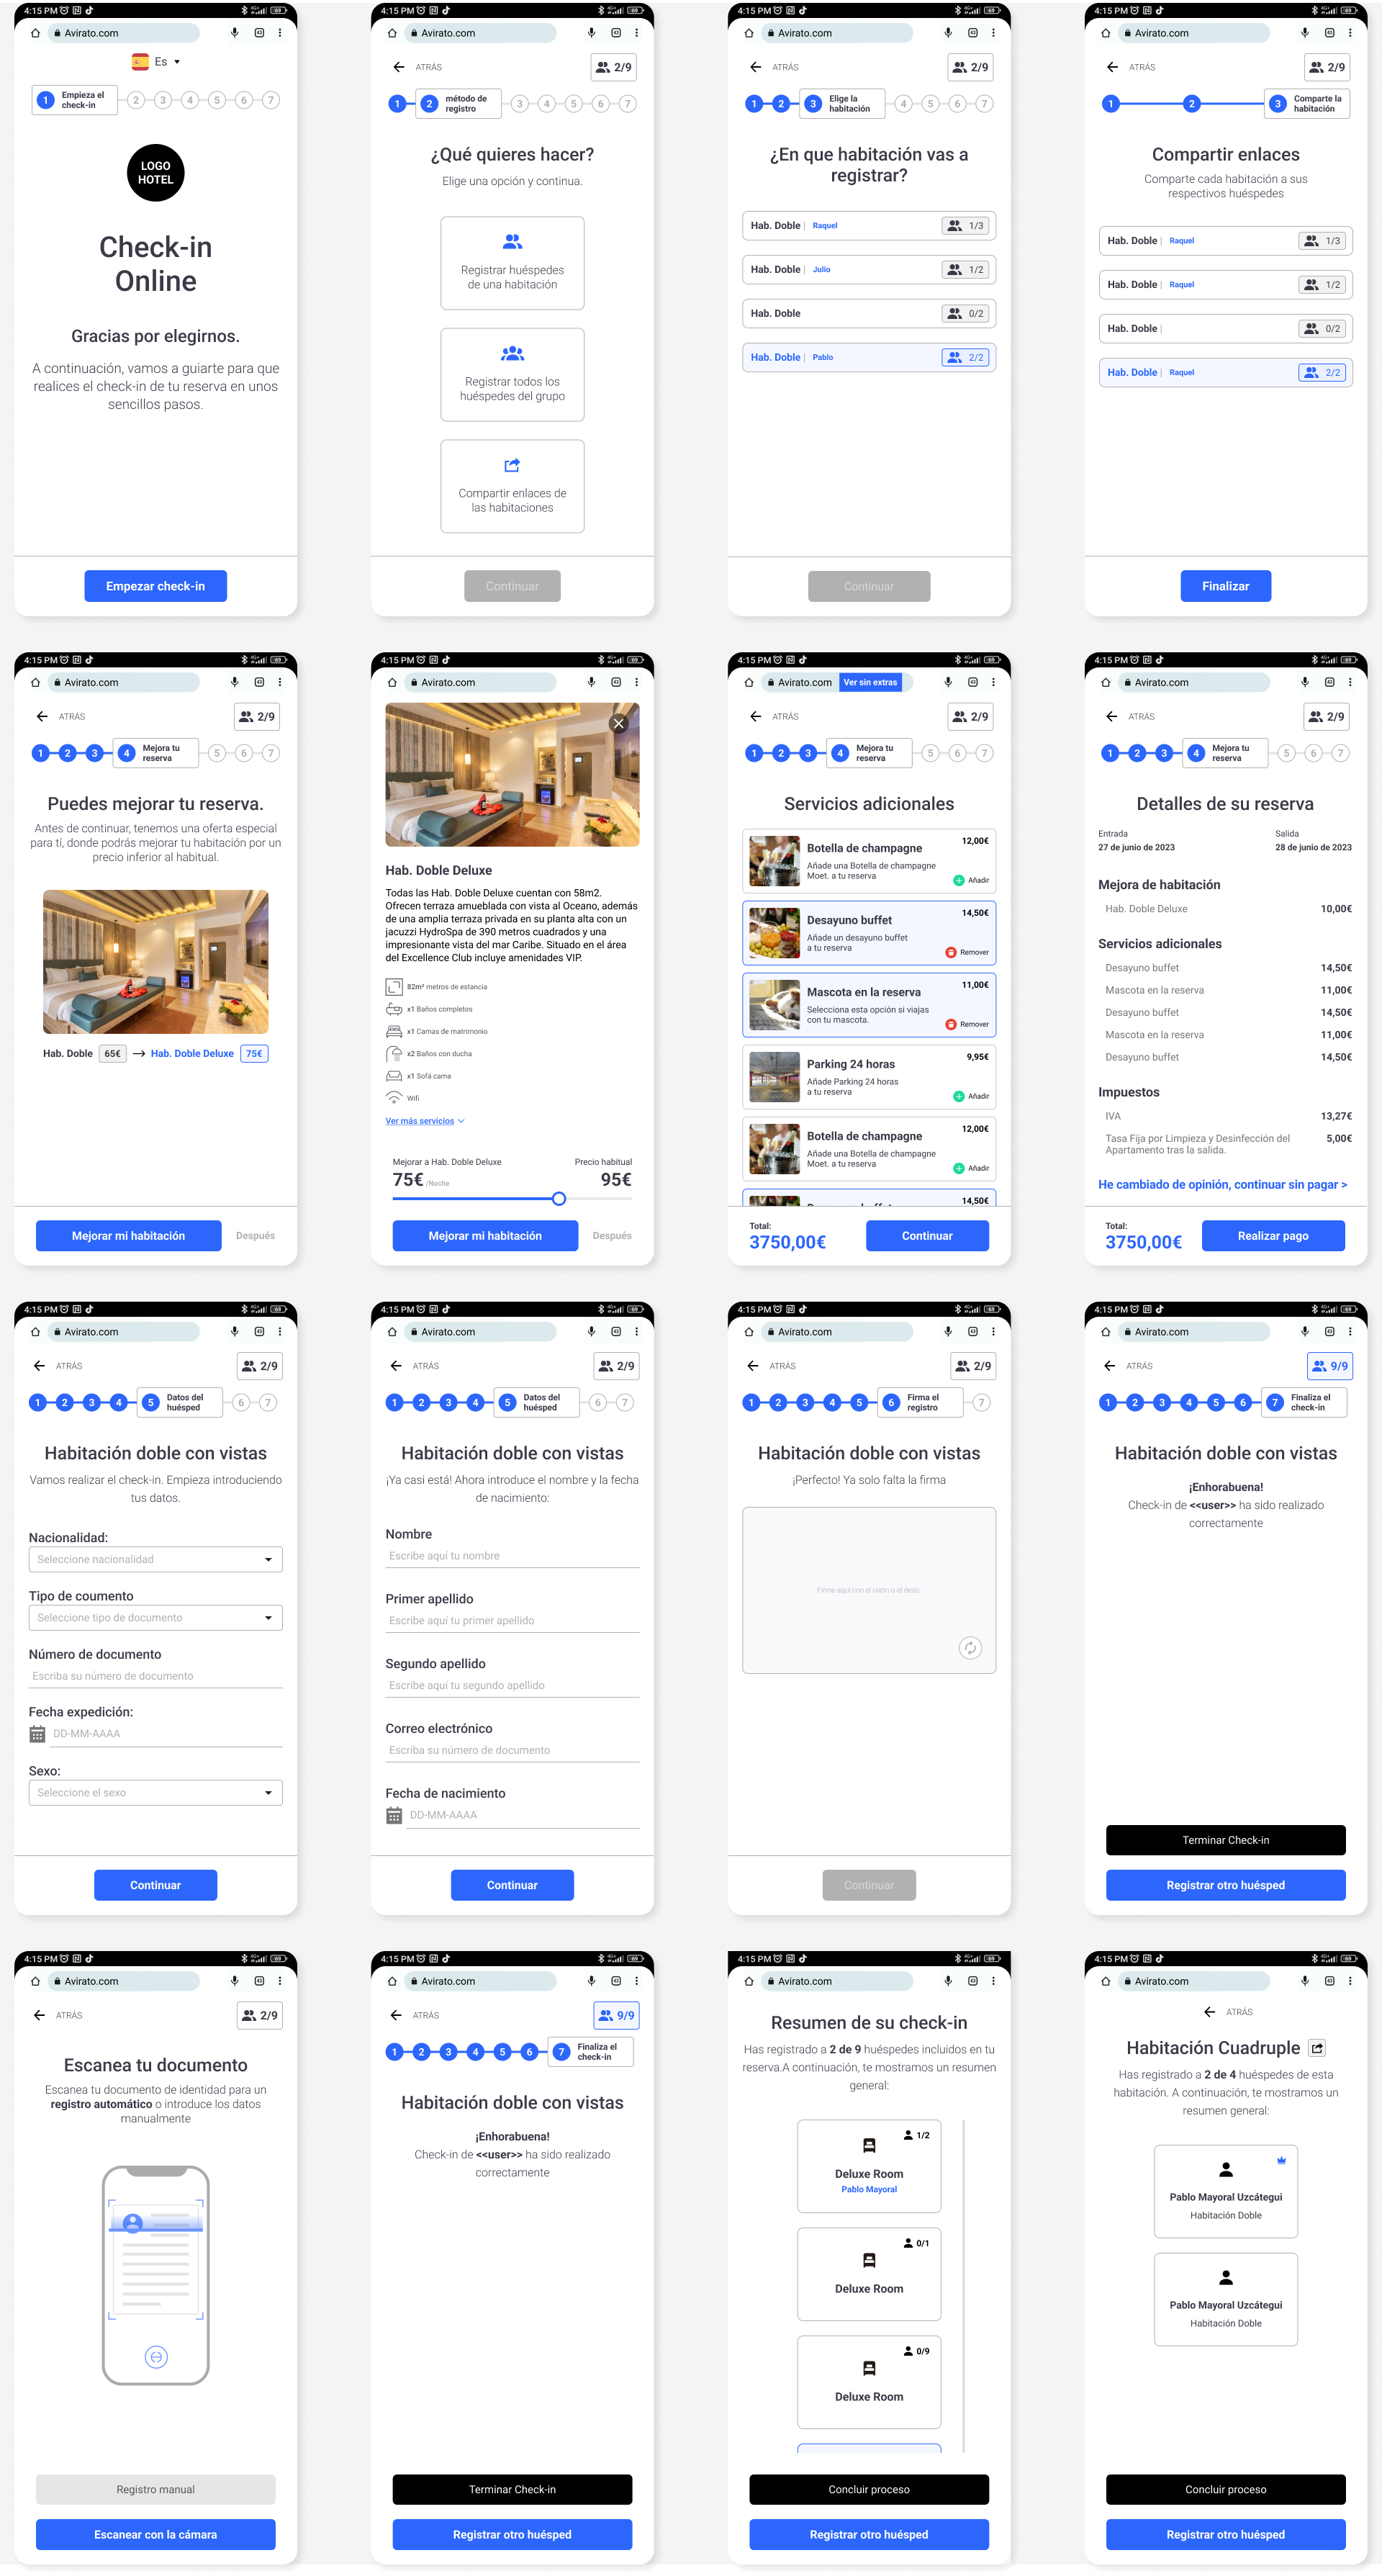 4:15 PM
Avirato.com
Es
1
Empieza el
check-in
2
3
4
5
6
7
LOGO
HOTEL
Check-in
Online
Gracias por elegirnos.
A continuación, vamos a guiarte para que
realices el check-in de tu reserva en unos
sencillos pasos.
Empezar check-in
4:15 PM
Avirato.com
ATRÁS
2/9
1
2
método de
registro
3
4
5
6
7
¿Qué quieres hacer?
Elige una opción y continua.
Registrar huéspedes
de una habitación
Registrar todos los
huéspedes del grupo
Compartir enlaces de
las habitaciones
Continuar
4:15 PM
Avirato.com
ATRÁS
2/9
1
2
3
Elige la
habitación
4
5
6
7
¿En que habitación vas a
registrar?
Hab. Doble | Raquel 1/3
Hab. Doble | Julio 1/2
Hab. Doble 0/2
Hab. Doble | Pablo 2/2
Continuar
4:15 PM
Avirato.com
ATRÁS
2/9
1
2
3
Comparte la
habitación
Compartir enlaces
Comparte cada habitación a sus
respectivos huéspedes
Hab. Doble | Raquel 1/3
Hab. Doble | Raquel 1/2
Hab. Doble | 0/2
Hab. Doble | Raquel 2/2
Finalizar
4:15 PM
Avirato.com
ATRÁS
2/9
1
2
3
4
Mejora tu
reserva
5
6
7
Puedes mejorar tu reserva.
Antes de continuar, tenemos una oferta especial
para tí, donde podrás mejorar tu habitación por un
precio inferior al habitual.
Hab. Doble 65€ → Hab. Doble Deluxe 75€
Mejorar mi habitación
Después
4:15 PM
Avirato.com
Hab. Doble Deluxe
Todas las Hab. Doble Deluxe cuentan con 58m2.
Ofrecen terraza amueblada con vista al Oceano, además
de una amplia terraza privada en su planta alta con un
jacuzzi HydroSpa de 390 metros cuadrados y una
impresionante vista del mar Caribe. Situado en el área
del Excellence Club incluye amenidades VIP.
82m² metros de estancia
x1 Baños completos
x1 Camas de matrimonio
x2 Baños con ducha
x1 Sofá cama
Wifi
Ver más servicios
Mejorar a Hab. Doble Deluxe
Precio habitual
75€ /Noche
95€
Mejorar mi habitación
Después
4:15 PM
Avirato.com
Ver sin extras
ATRÁS
2/9
1
2
3
4
Mejora tu
reserva
5
6
7
Servicios adicionales
Botella de champagne
12,00€
Añade una Botella de champagne
Moet. a tu reserva
Añadir
Desayuno buffet
14,50€
Añade un desayuno buffet
a tu reserva
Remover
Mascota en la reserva
11,00€
Selecciona esta opción si viajas
con tu mascota.
Remover
Parking 24 horas
9,95€
Añade Parking 24 horas
a tu reserva
Añadir
Botella de champagne
12,00€
Añade una Botella de champagne
Moet. a tu reserva
Añadir
14,50€
Total:
3750,00€
Continuar
4:15 PM
Avirato.com
ATRÁS
2/9
1
2
3
4
Mejora tu
reserva
5
6
7
Detalles de su reserva
Entrada
Salida
27 de junio de 2023
28 de junio de 2023
Mejora de habitación
Hab. Doble Deluxe 10,00€
Servicios adicionales
Desayuno buffet 14,50€
Mascota en la reserva 11,00€
Desayuno buffet 14,50€
Mascota en la reserva 11,00€
Desayuno buffet 14,50€
Impuestos
IVA 13,27€
Tasa Fija por Limpieza y Desinfección del 5,00€
Apartamento tras la salida.
He cambiado de opinión, continuar sin pagar >
Total:
3750,00€
Realizar pago
4:15 PM
Avirato.com
ATRÁS
2/9
1
2
3
4
5
Datos del
huésped
6
7
Habitación doble con vistas
Vamos realizar el check-in. Empieza introduciendo
tus datos.
Nacionalidad:
Seleccione nacionalidad
Tipo de coumento
Seleccione tipo de documento
Número de documento
Escriba su número de documento
Fecha expedición:
DD-MM-AAAA
Sexo:
Seleccione el sexo
Continuar
4:15 PM
Avirato.com
ATRÁS
2/9
1
2
3
4
5
Datos del
huésped
6
7
Habitación doble con vistas
¡Ya casi está! Ahora introduce el nombre y la fecha
de nacimiento:
Nombre
Escribe aquí tu nombre
Primer apellido
Escribe aquí tu primer apellido
Segundo apellido
Escribe aquí tu segundo apellido
Correo electrónico
Escriba su número de documento
Fecha de nacimiento
DD-MM-AAAA
Continuar
4:15 PM
Avirato.com
ATRÁS
2/9
1
2
3
4
5
6
Firma el
registro
7
Habitación doble con vistas
¡Perfecto! Ya solo falta la firma
Firme aquí con el ratón o el dedo
Continuar
4:15 PM
Avirato.com
ATRÁS
9/9
1
2
3
4
5
6
7
Finaliza el
check-in
Habitación doble con vistas
¡Enhorabuena!
Check-in de <<user>> ha sido realizado
correctamente
Terminar Check-in
Registrar otro huésped
4:15 PM
Avirato.com
ATRÁS
2/9
Escanea tu documento
Escanea tu documento de identidad para un
registro automático o introduce los datos
manualmente
Registro manual
Escanear con la cámara
4:15 PM
Avirato.com
ATRÁS
9/9
1
2
3
4
5
6
7
Finaliza el
check-in
Habitación doble con vistas
¡Enhorabuena!
Check-in de <<user>> ha sido realizado
correctamente
Terminar Check-in
Registrar otro huésped
4:15 PM
Avirato.com
Resumen de su check-in
Has registrado a 2 de 9 huéspedes incluidos en tu
reserva.A continuación, te mostramos un resumen
general:
1/2
Deluxe Room
Pablo Mayoral
0/1
Deluxe Room
0/9
Deluxe Room
Concluir proceso
Registrar otro huésped
4:15 PM
Avirato.com
ATRÁS
Habitación Cuadruple
Has registrado a 2 de 4 huéspedes de esta
habitación. A continuación, te mostramos un
resumen general:
Pablo Mayoral Uzcátegui
Habitación Doble
Pablo Mayoral Uzcátegui
Habitación Doble
Concluir proceso
Registrar otro huésped